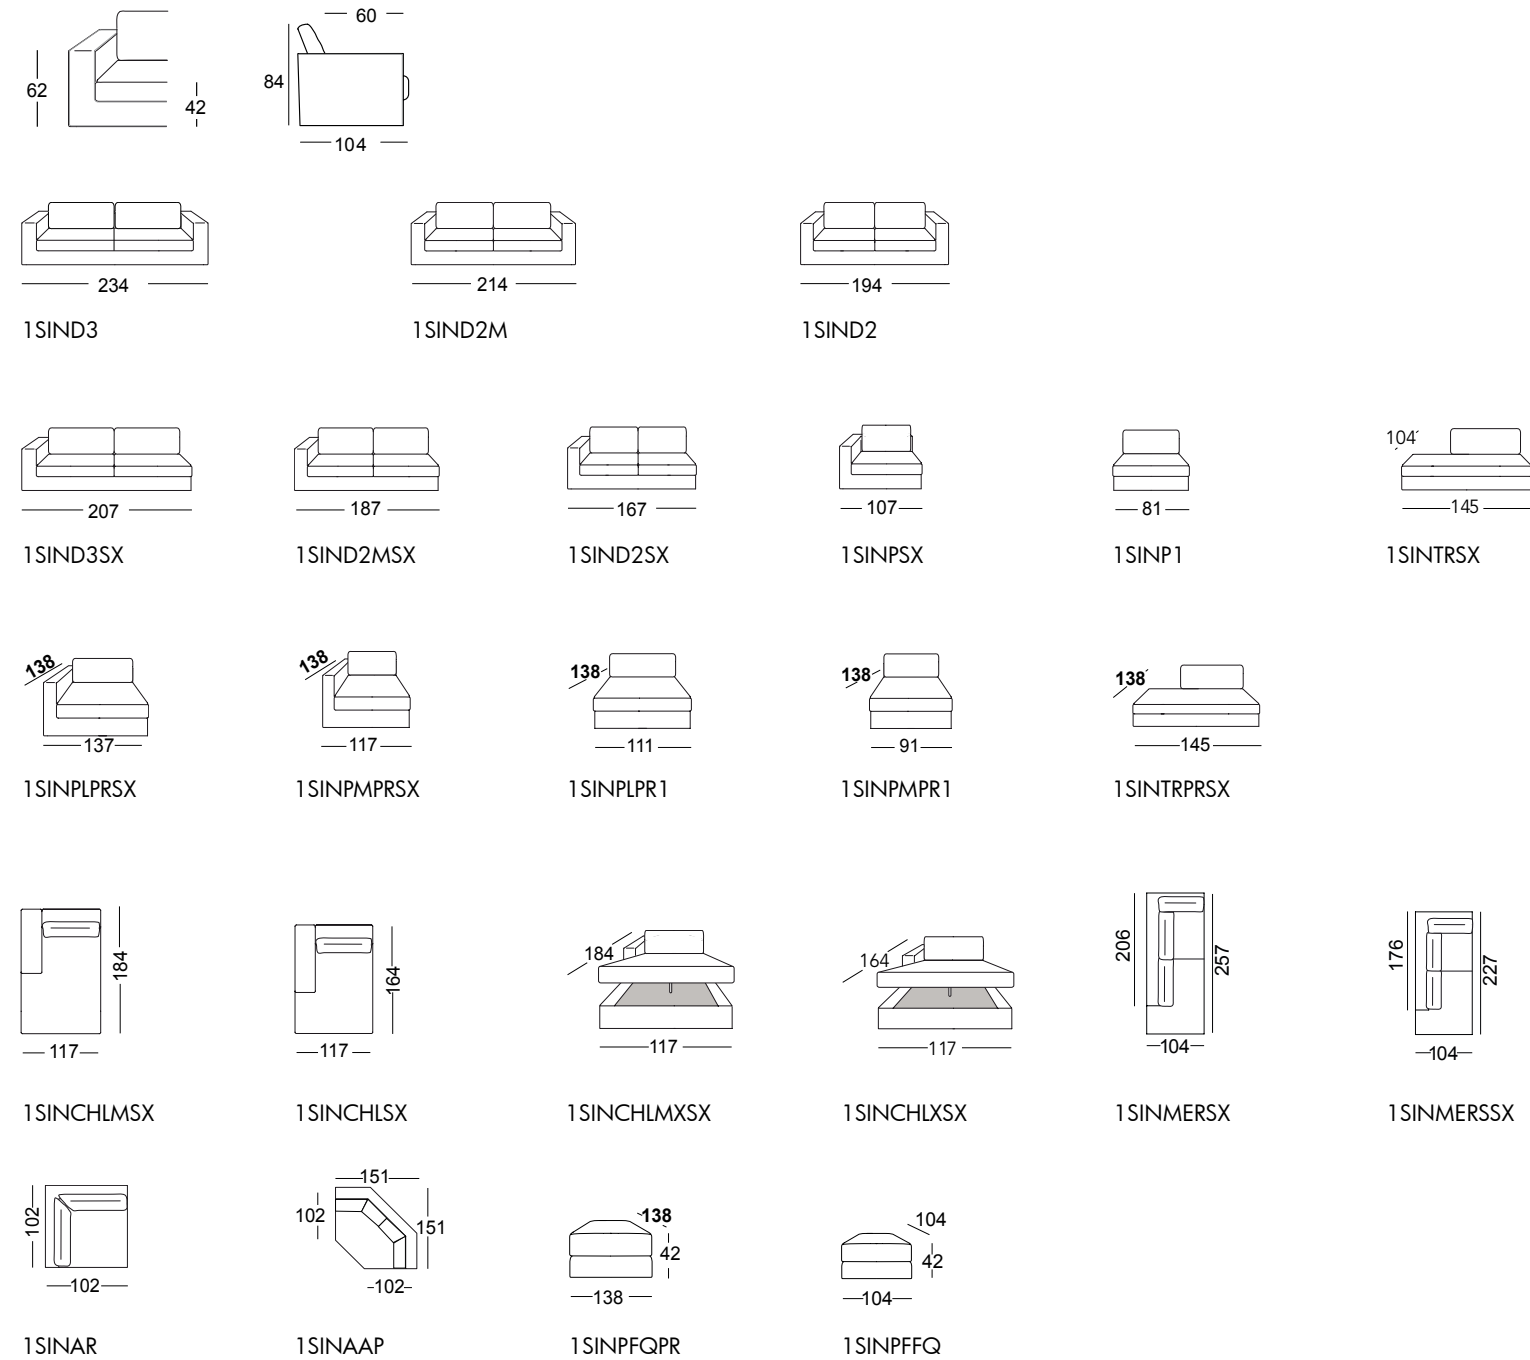 60
62
42
84
104
234
214
194
1SIND3
1SIND2M
1SIND2
104
207
187
167
107
81
145
1SIND3SX
1SIND2MSX
1SIND2SX
1SINPSX
1SINP1
1SINTRSX
138
138
138
138
138
137
117
111
91
145
1SINPLPRSX
1SINPMPRSX
1SINPLPR1
1SINPMPR1
1SINTRPRSX
184
164
184
164
206
257
176
227
117
117
117
117
104
104
1SINCHLMSX
1SINCHLSX
1SINCHLMXSX
1SINCHLXSX
1SINMERSX
1SINMERSSX
102
151
102
151
138
42
104
42
102
102
138
104
1SINAR
1SINAAP
1SINPFQPR
1SINPFFQ